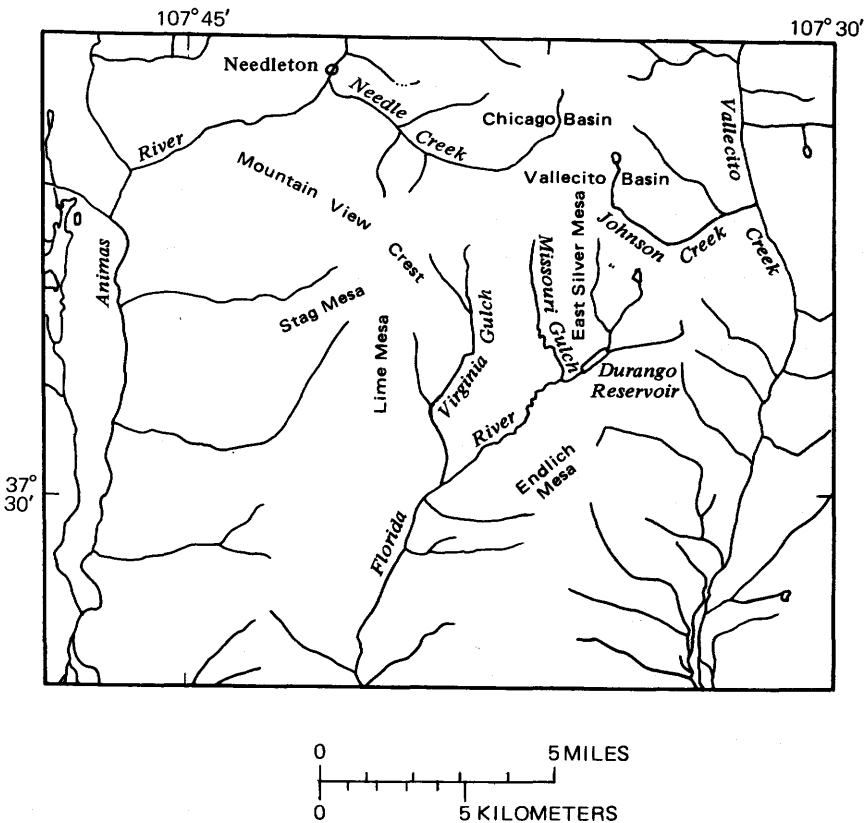 107° 45'
107° 30'
Needleton
Needle
Creek
Chicago Basin
River
Vallecito
Creek
Mountain View
Crest
Vallecito Basin
Johnson Creek
East Silver Mesa
Missouri
Gulch
Animas
Stag Mesa
Lime Mesa
Virginia
Gulch
Durango
Reservoir
River
Endlich
Mesa
37°
30'
Florida
0 5 MILES
0 5 KILOMETERS